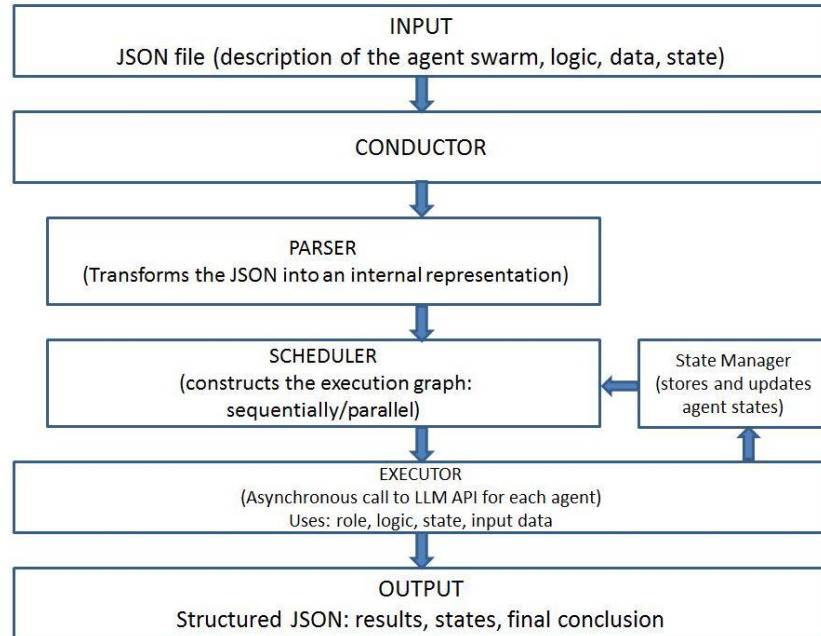 INPUT
JSON file (description of the agent swarm, logic, data, state)
CONDUCTOR
PARSER
(Transforms the JSON into an internal representation)
SCHEDULER
(constructs the execution graph:
sequentially/parallel)
State Manager
(stores and updates
agent states)
EXECUTOR
(Asynchronous call to LLM API for each agent)
Uses: role, logic, state, input data
OUTPUT
Structured JSON: results, states, final conclusion